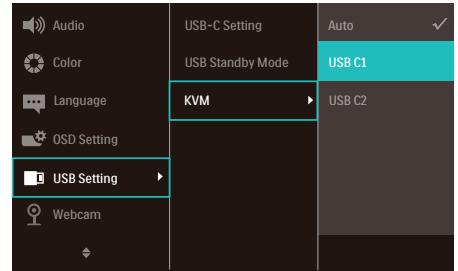 Audio
Color
Language
OSD Setting
USB Setting
Webcam
USB-C Setting
USB Standby Mode
KVM
Auto
USB C1
USB C2